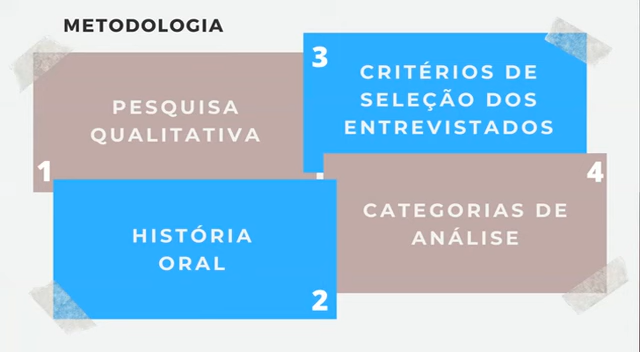 METODOLOGIA
1
PESQUISA
QUALITATIVA
2
HISTÓRIA
ORAL
3
CRITÉRIOS DE
SELEÇÃO DOS
ENTREVISTADOS
4
CATEGORIAS DE
ANÁLISE